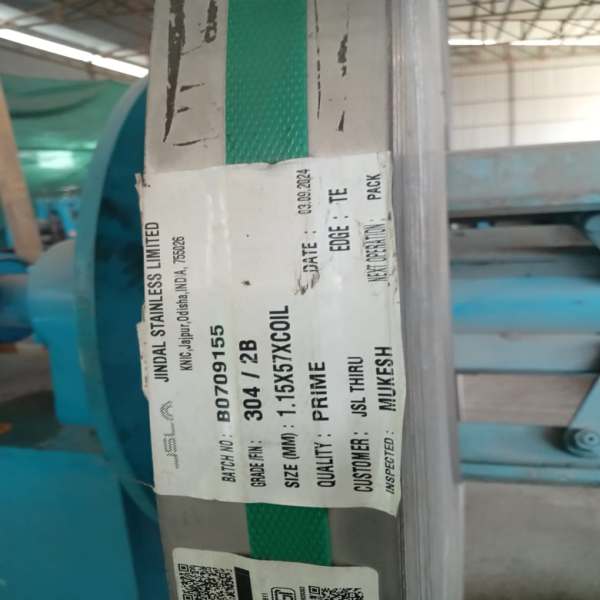 JINDAL STAINLESS LIMITED
KNIC, Jajpur, Odisha, INDIA, 755026
BATCH NO : B0709155
GRADE/FIN : 304 / 2B
SIZE (MM) : 1.15X57XCOIL
QUALITY : PRIME DATE : 03.09.2024
CUSTOMER : JSL THIRU EDGE : TE
INSPECTED : MUKESH NEXT OPERATION : PACK